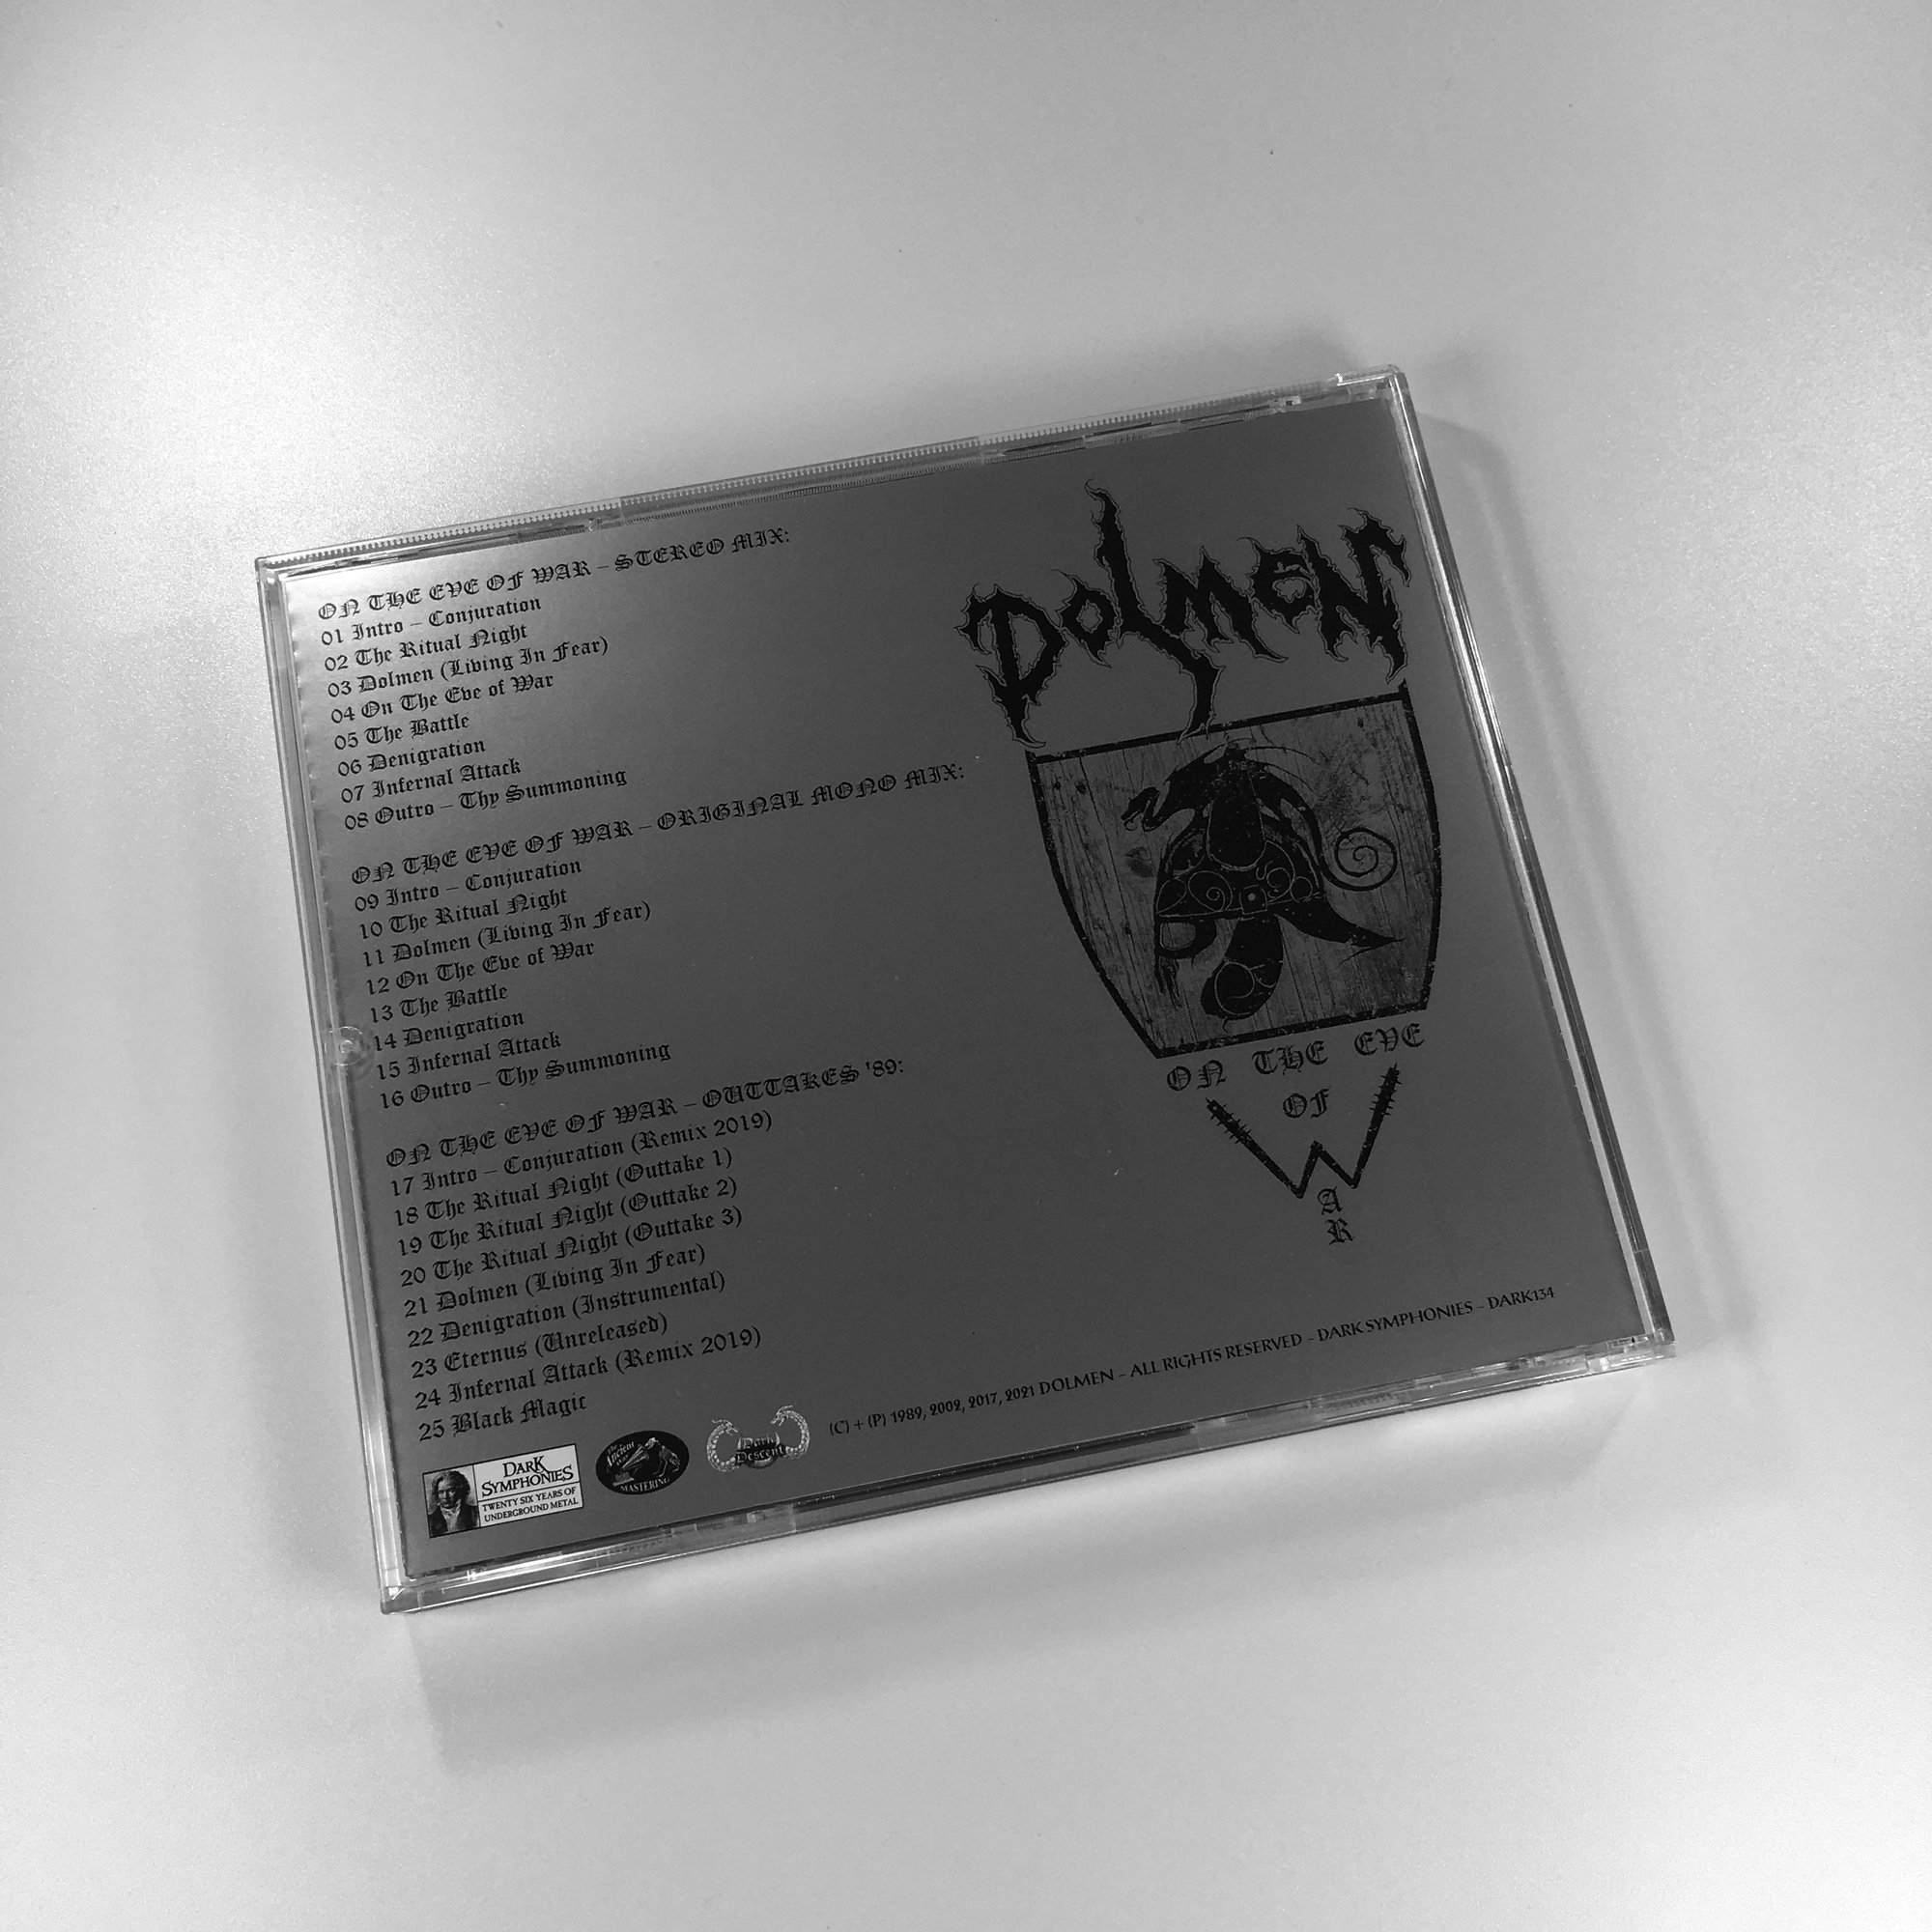 ON THE EVE OF WAR – STEREO MIX:
01 Intro – Conjuration
02 The Ritual Night
03 Dolmen (Living In Fear)
04 On The Eve of War
05 The Battle
06 Denigration
07 Infernal Attack
08 Outro – Thy Summoning
ON THE EVE OF WAR – ORIGINAL MONO MIX:
09 Intro – Conjuration
10 The Ritual Night
11 Dolmen (Living In Fear)
12 On The Eve of War
13 The Battle
14 Denigration
15 Infernal Attack
16 Outro – Thy Summoning
ON THE EVE OF WAR – OUTTAKES '89:
17 Intro – Conjuration (Remix 2019)
18 The Ritual Night (Outtake 1)
19 The Ritual Night (Outtake 2)
20 The Ritual Night (Outtake 3)
21 Dolmen (Living In Fear)
22 Denigration (Instrumental)
23 Eternus (Unreleased)
24 Infernal Attack (Remix 2019)
25 Black Magic
DOLMEN
ON THE EVE
OF
W
A
R
DARK
SYMPHONIES
TWENTY SIX YEARS OF
UNDERGROUND METAL
the
Ancient
MASTERING
Dark
Descent
(C) + (P) 1989, 2002, 2017, 2021 DOLMEN – ALL RIGHTS RESERVED – DARK SYMPHONIES – DARK134